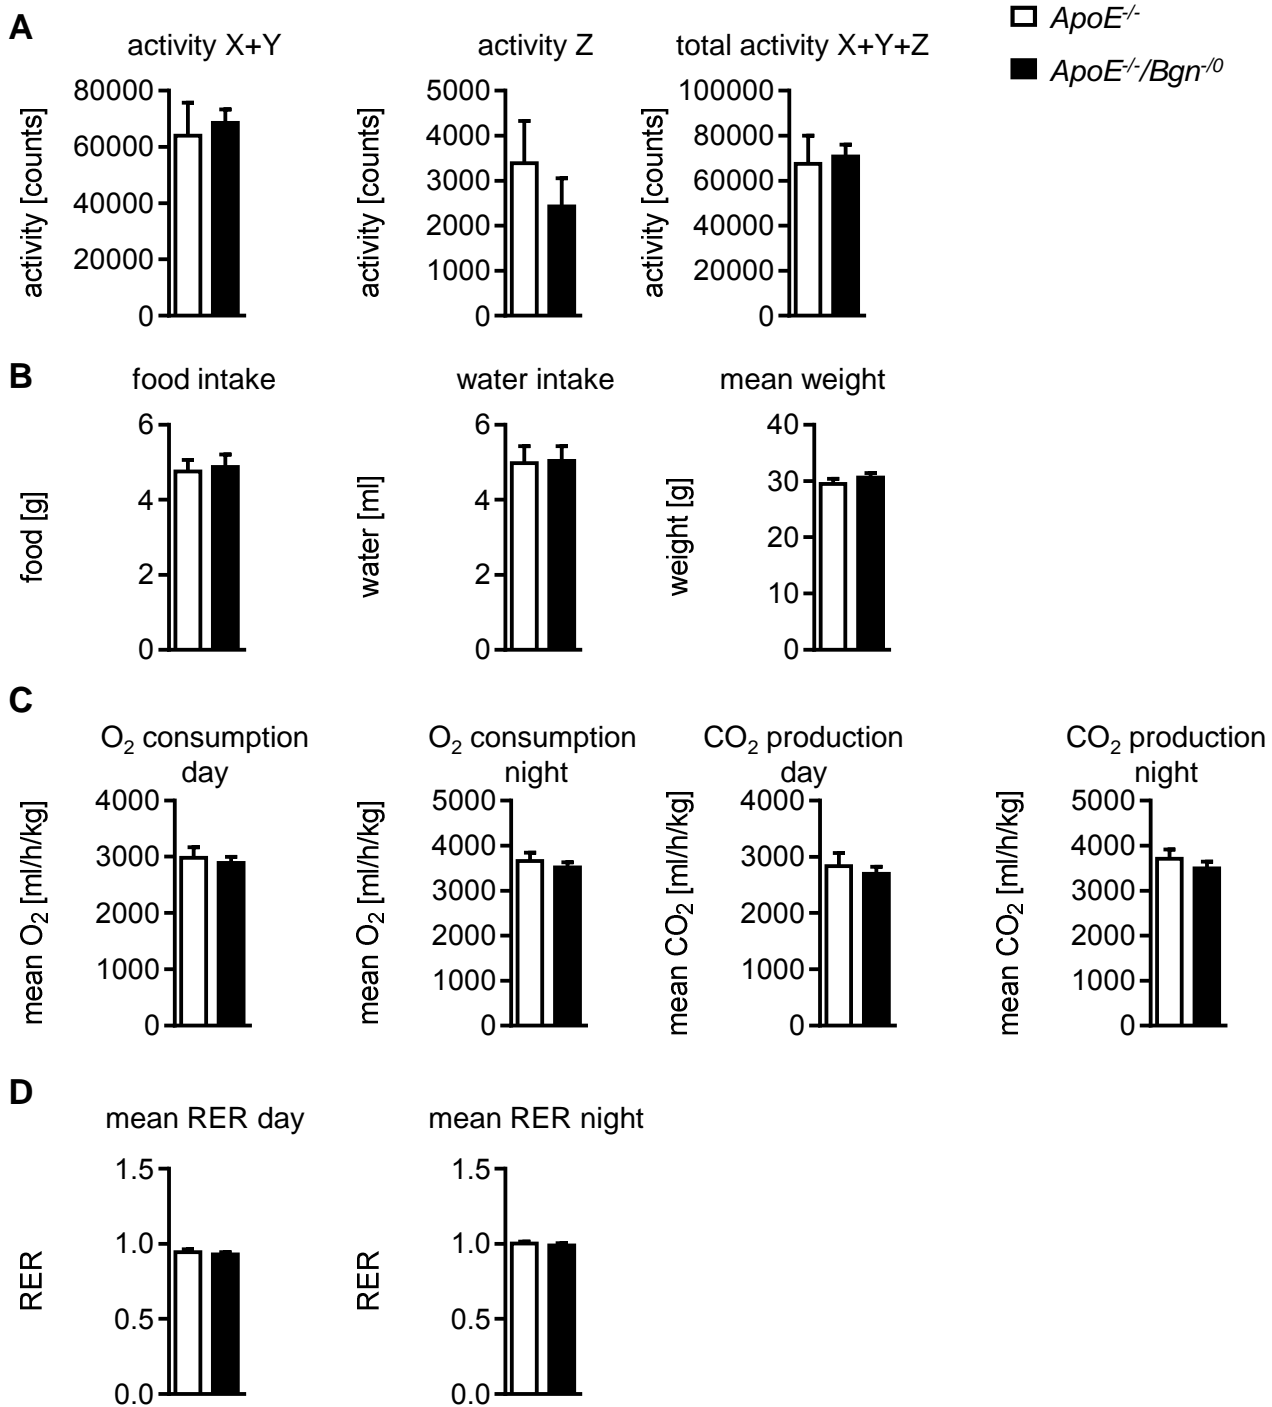 A
ApoE-/-
ApoE-/-/Bgn-/0
activity X+Y
activity [counts]
80000
60000
40000
20000
0
activity Z
activity [counts]
5000
4000
3000
2000
1000
0
total activity X+Y+Z
activity [counts]
100000
80000
60000
40000
20000
0
B
food intake
food [g]
6
4
2
0
water intake
water [ml]
6
4
2
0
mean weight
weight [g]
40
30
20
10
0
C
O2 consumption
day
mean O2 [ml/h/kg]
4000
3000
2000
1000
0
O2 consumption
night
mean O2 [ml/h/kg]
5000
4000
3000
2000
1000
0
CO2 production
day
mean CO2 [ml/h/kg]
4000
3000
2000
1000
0
CO2 production
night
mean CO2 [ml/h/kg]
5000
4000
3000
2000
1000
0
D
mean RER day
RER
1.5
1.0
0.5
0.0
mean RER night
RER
1.5
1.0
0.5
0.0